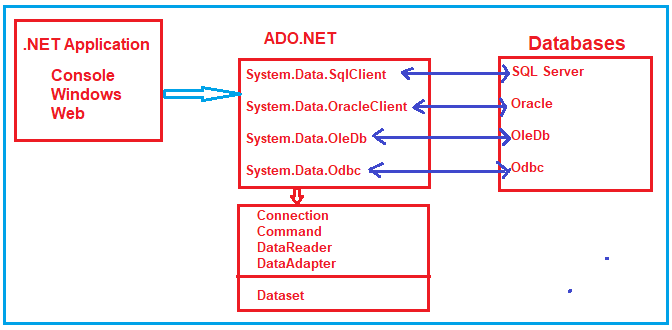 .NET Application
Console
Windows
Web
ADO.NET
System.Data.SqlClient
System.Data.OracleClient
System.Data.OleDb
System.Data.Odbc
Connection
Command
DataReader
DataAdapter
Dataset
Databases
SQL Server
Oracle
OleDb
Odbc